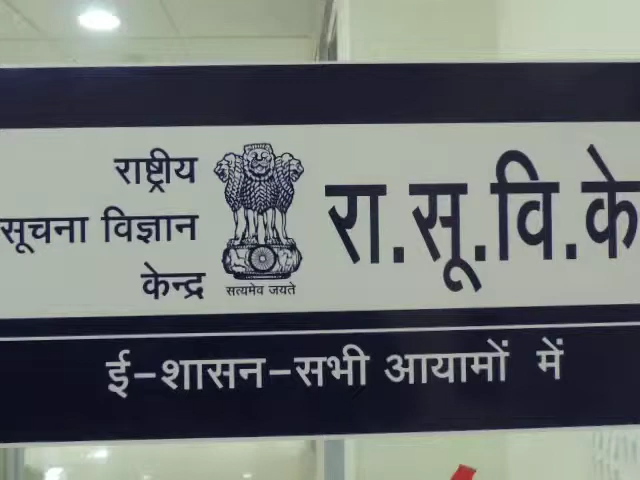 राष्ट्रीय
सूचना विज्ञान
केन्द्र
सत्यमेव जयते
रा.सू.वि.के
ई-शासन-सभी आयामों में